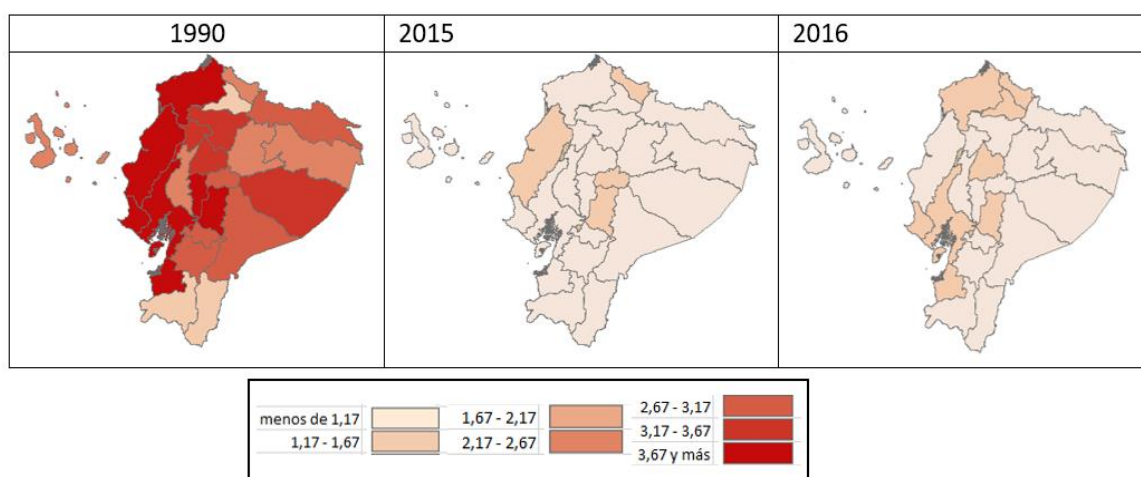 1990
2015
2016
menos de 1,17
1,67 - 2,17
2,67 - 3,17
1,17 - 1,67
2,17 - 2,67
3,17 - 3,67
3,67 y más